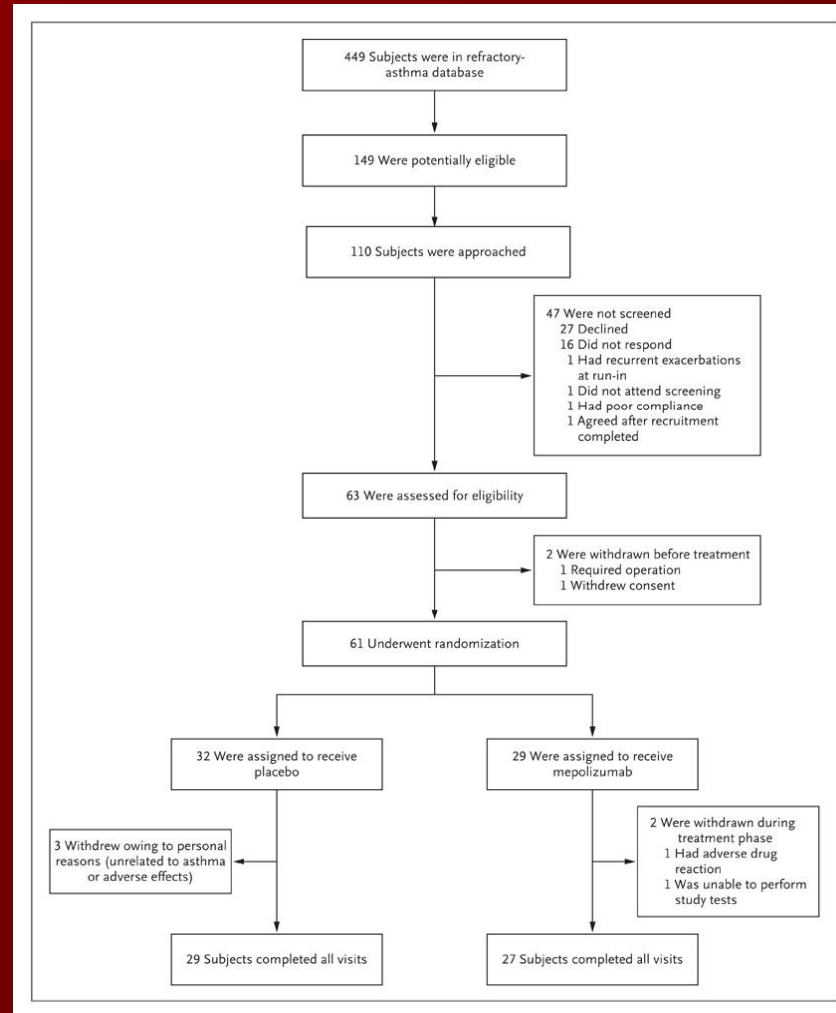 449 Subjects were in refractory-
asthma database
149 Were potentially eligible
110 Subjects were approached
47 Were not screened
27 Declined
16 Did not respond
1 Had recurrent exacerbations
at run-in
1 Did not attend screening
1 Had poor compliance
1 Agreed after recruitment
completed
63 Were assessed for eligibility
2 Were withdrawn before treatment
1 Required operation
1 Withdrew consent
61 Underwent randomization
32 Were assigned to receive
placebo
29 Were assigned to receive
mepolizumab
3 Withdrew owing to personal
reasons (unrelated to asthma
or adverse effects)
2 Were withdrawn during
treatment phase
1 Had adverse drug
reaction
1 Was unable to perform
study tests
29 Subjects completed all visits
27 Subjects completed all visits